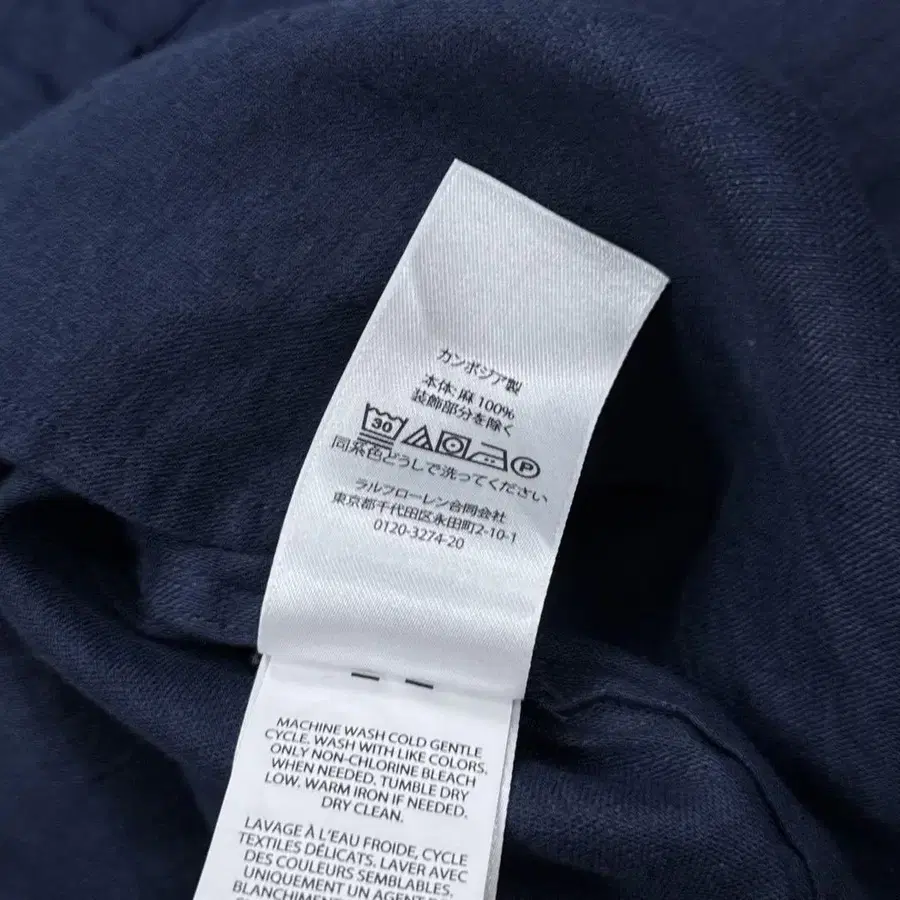 カンボジア製
本体: 麻 100%
装飾部分を除く
30 P
同系色どうしで洗ってください
ラルフローレン合同会社
東京都千代田区永田町2-10-1
0120-3274-20
MACHINE WASH COLD GENTLE
CYCLE. WASH WITH LIKE COLORS.
ONLY NON-CHLORINE BLEACH
WHEN NEEDED. TUMBLE DRY
LOW. WARM IRON IF NEEDED.
DRY CLEAN.
LAVAGE À L'EAU FROIDE, CYCLE
TEXTILES DÉLICATS. LAVER AVEC
DES COULEURS SEMBLABLES.
UNIQUEMENT UN AGENT DE
BLANCHIMENT